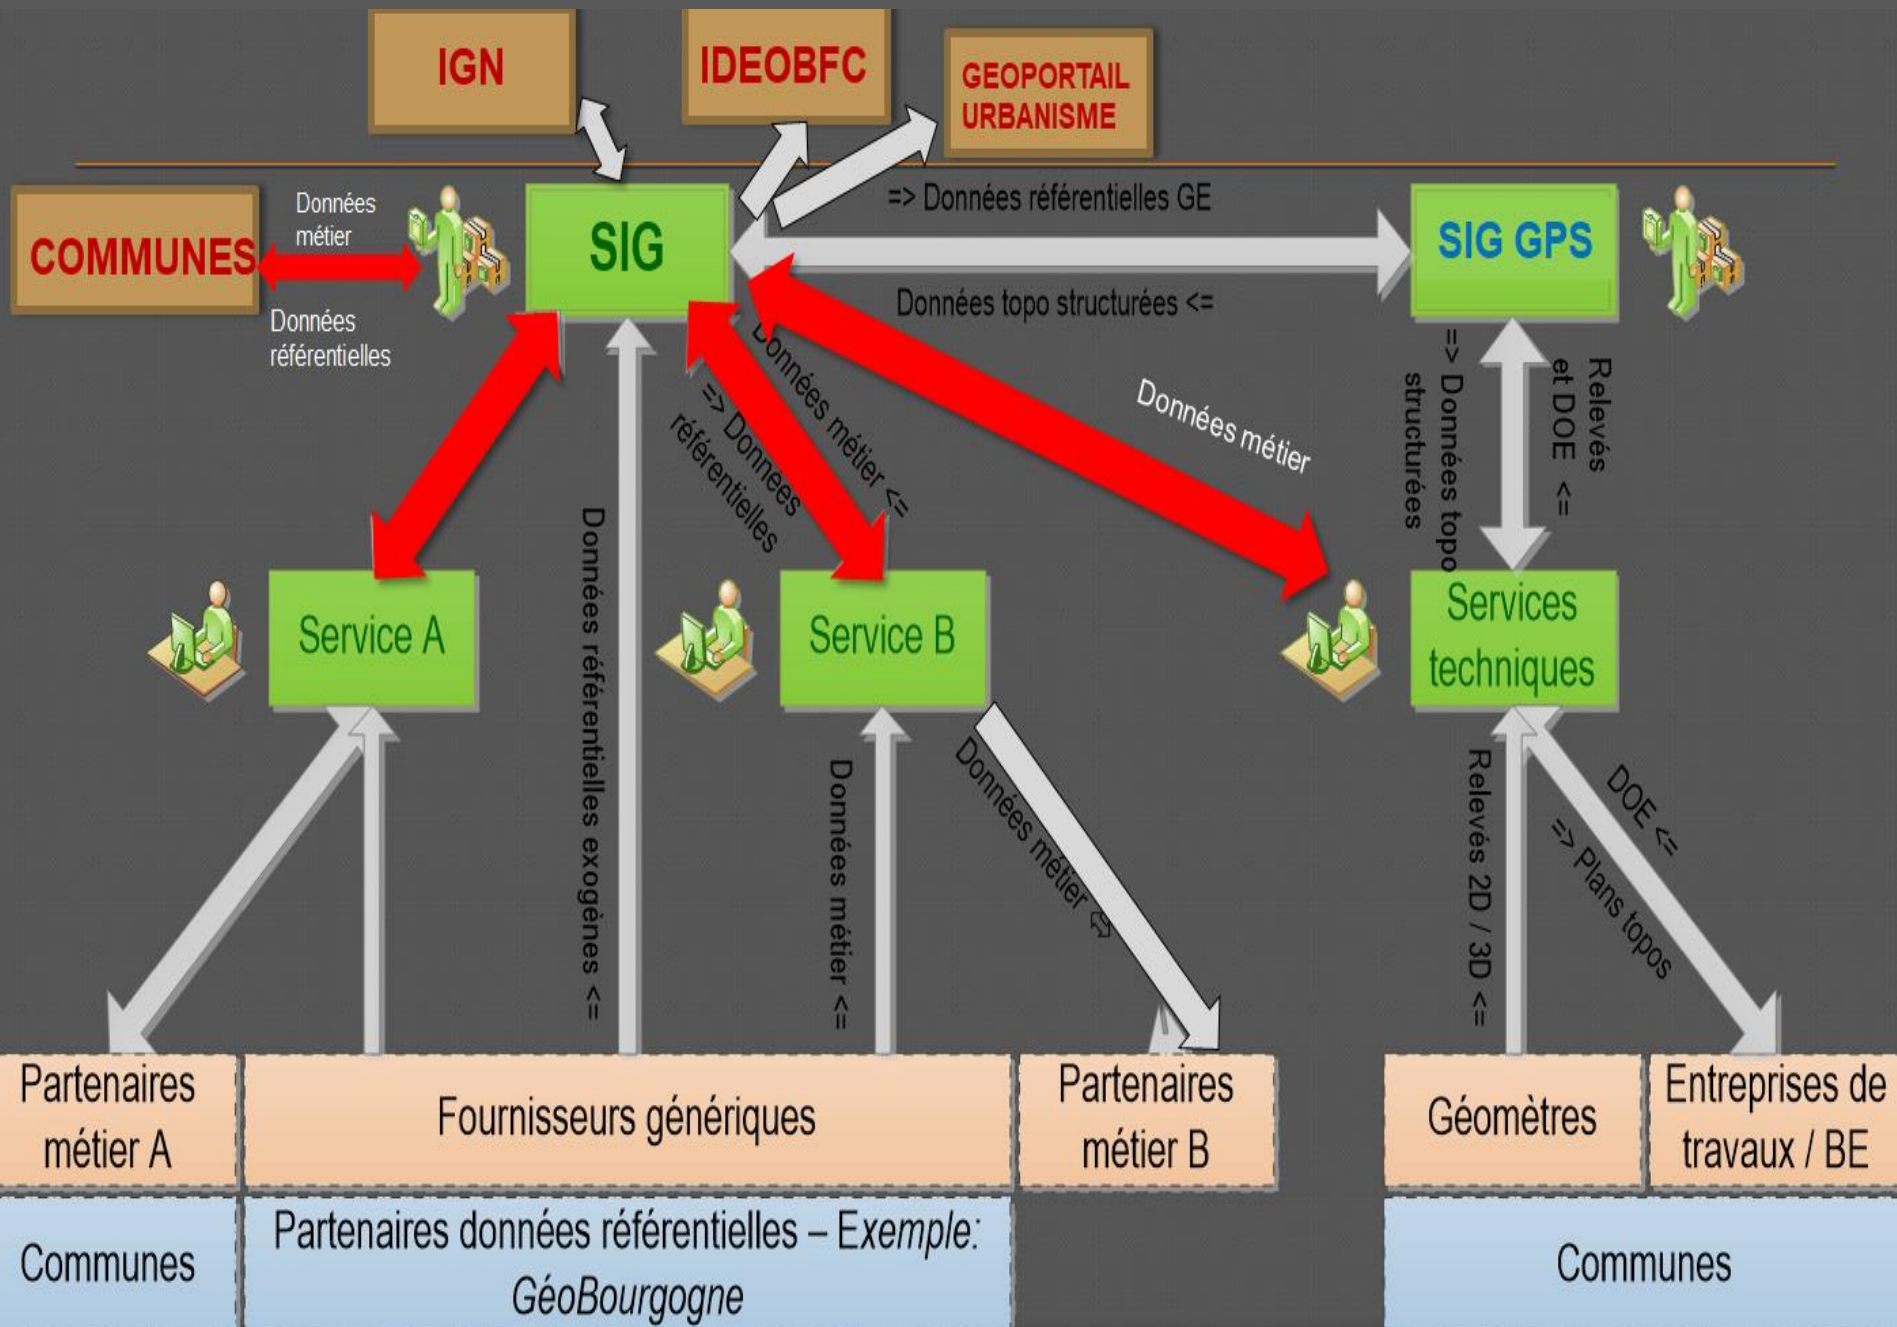 IGN
IDEOBFC
GEOPORTAIL
URBANISME
COMMUNES
Données
métier
Données
référentielles
SIG
=> Données référentielles GE
Données topo structurées <=
SIG GPS
Données métier <=
=> Données
référentielles
Données métier
=> Données topo
structurées
Relevés
et DOE <=
Service A
Service B
Services
techniques
Données référentielles exogènes <=
Données métier <=
Données métier
Relevés 2D / 3D <=
DOE <=
=> Plans topos
Partenaires
métier A
Fournisseurs génériques
Partenaires
métier B
Géomètres
Entreprises de
travaux / BE
Communes
Partenaires données référentielles – Exemple:
GéoBourgogne
Communes